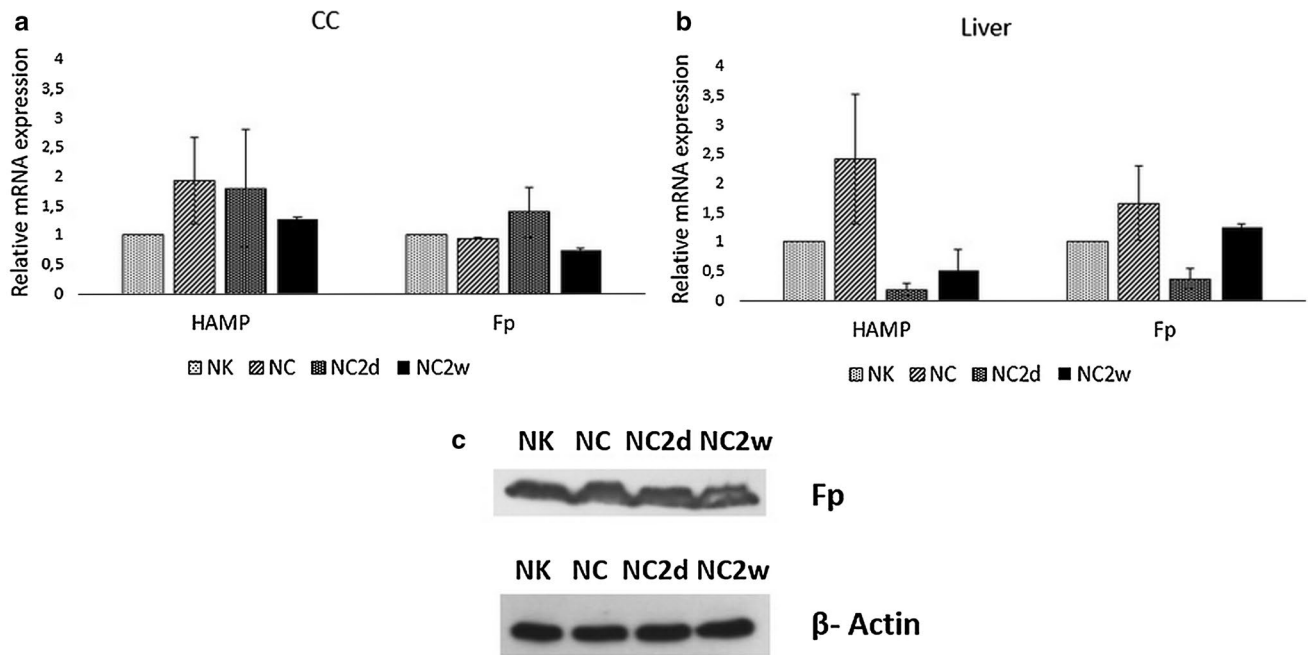 a
CC
Relative mRNA expression
4
3,5
3
2,5
2
1,5
1
0,5
0
HAMP
Fp
NK NC NC2d NC2w
b
Liver
Relative mRNA expression
4
3,5
3
2,5
2
1,5
1
0,5
0
HAMP
Fp
NK NC NC2d NC2w
c
NK NC NC2d NC2w
Fp
NK NC NC2d NC2w
β- Actin